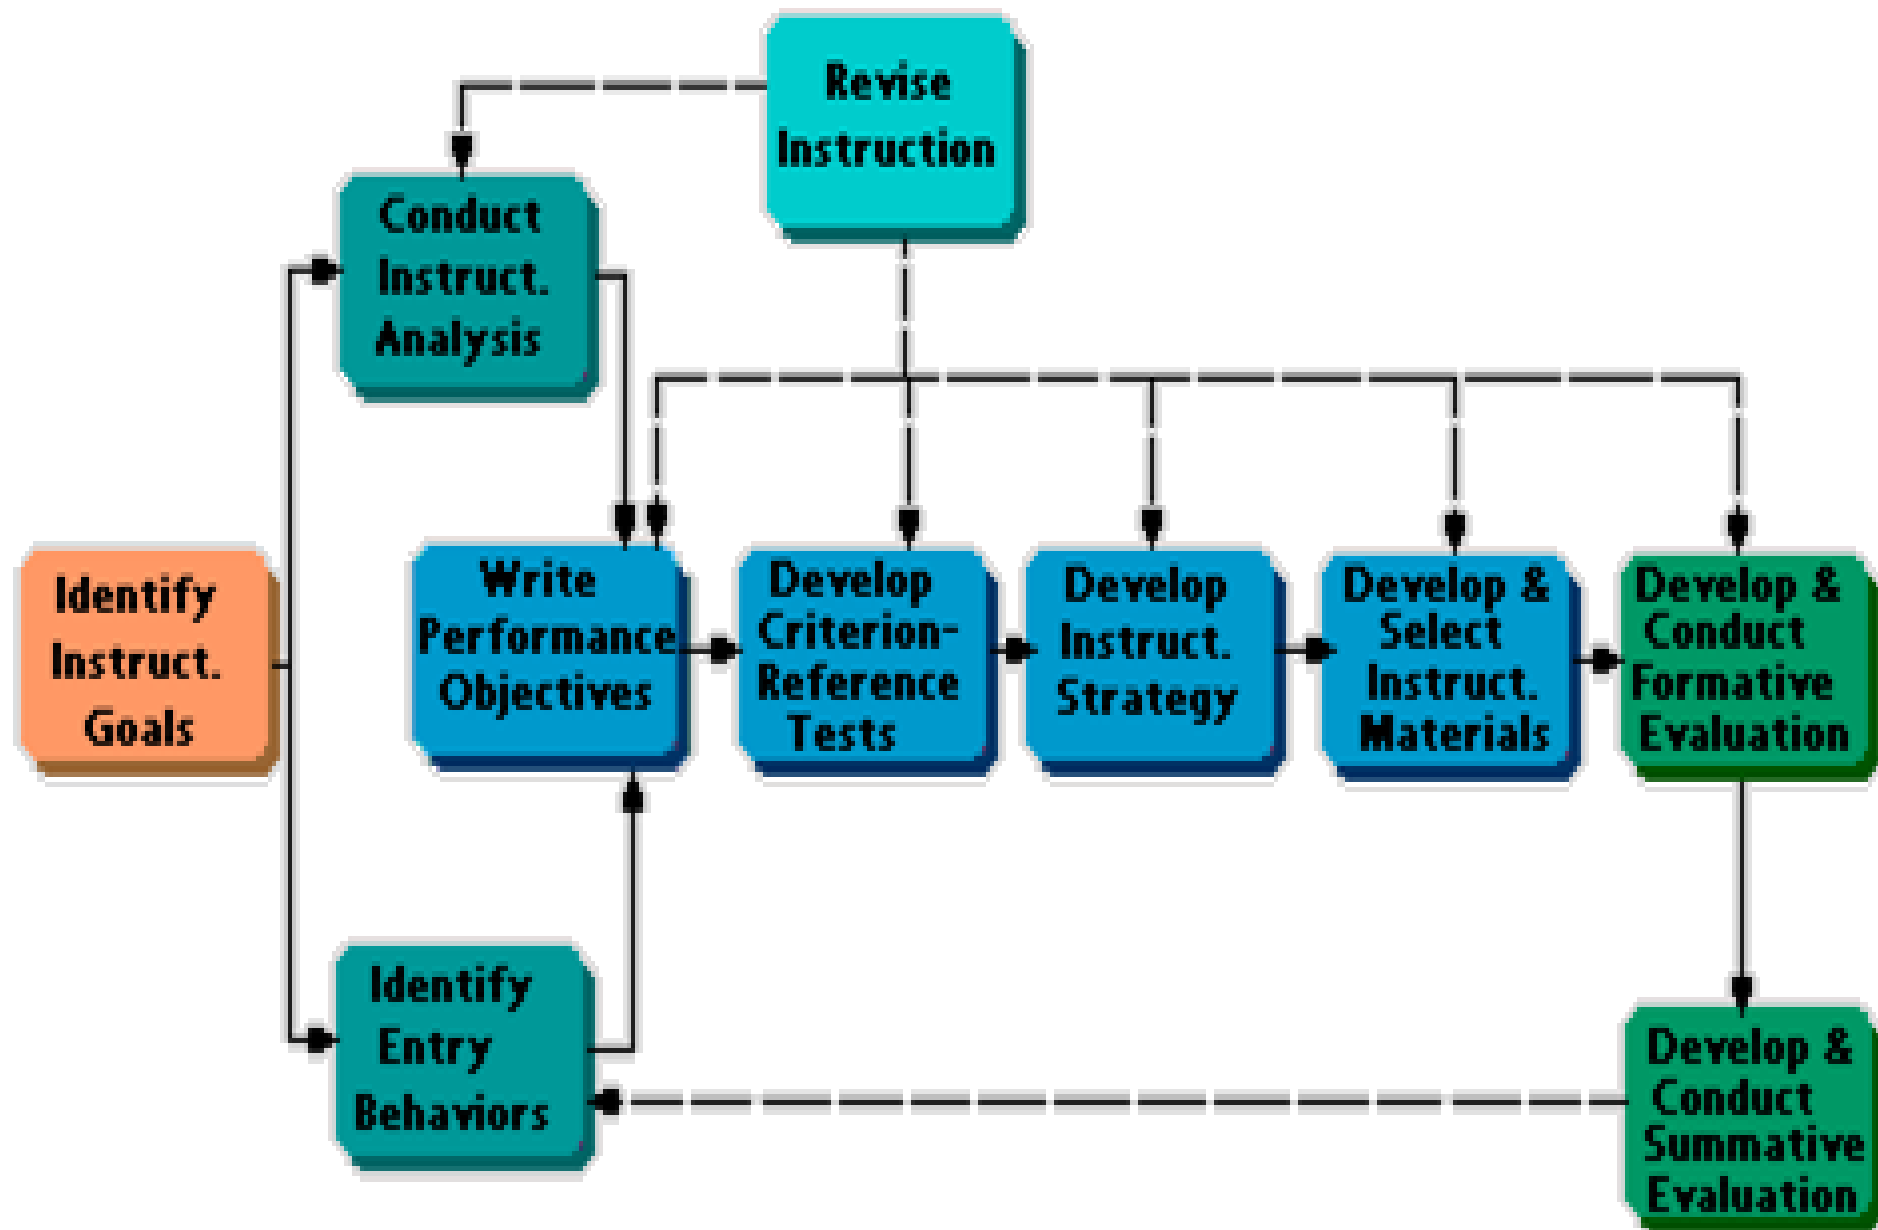 Revise
Instruction
Conduct
Instruct.
Analysis
Identify
Instruct.
Goals
Write
Performance
Objectives
Develop
Criterion-
Reference
Tests
Develop
Instruct.
Strategy
Develop &
Select
Instruct.
Materials
Develop &
Conduct
Formative
Evaluation
Identify
Entry
Behaviors
Develop &
Conduct
Summative
Evaluation